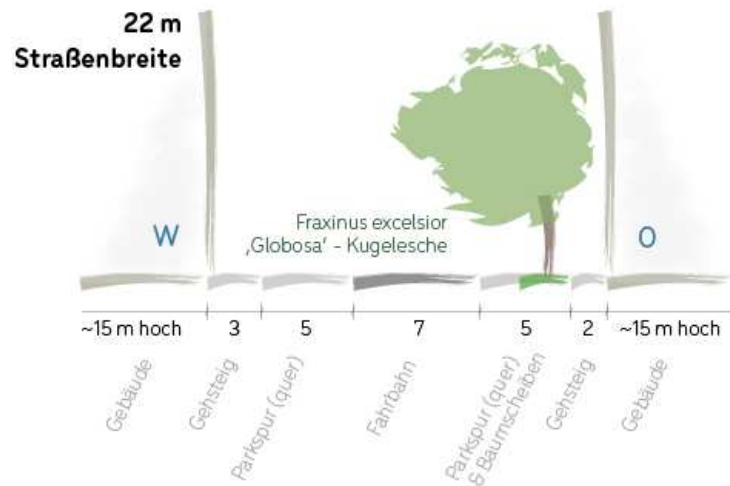 22 m
Straßenbreite
W
Fraxinus excelsior
‚Globosa‘ - Kugelesche
O
~15 m hoch
3
5
7
5
2
~15 m hoch
Gebäude
Gehsteig
Parkspur (quer)
Fahrbahn
Parkspur (quer)
& Baumscheiben
Gehsteig
Gebäude